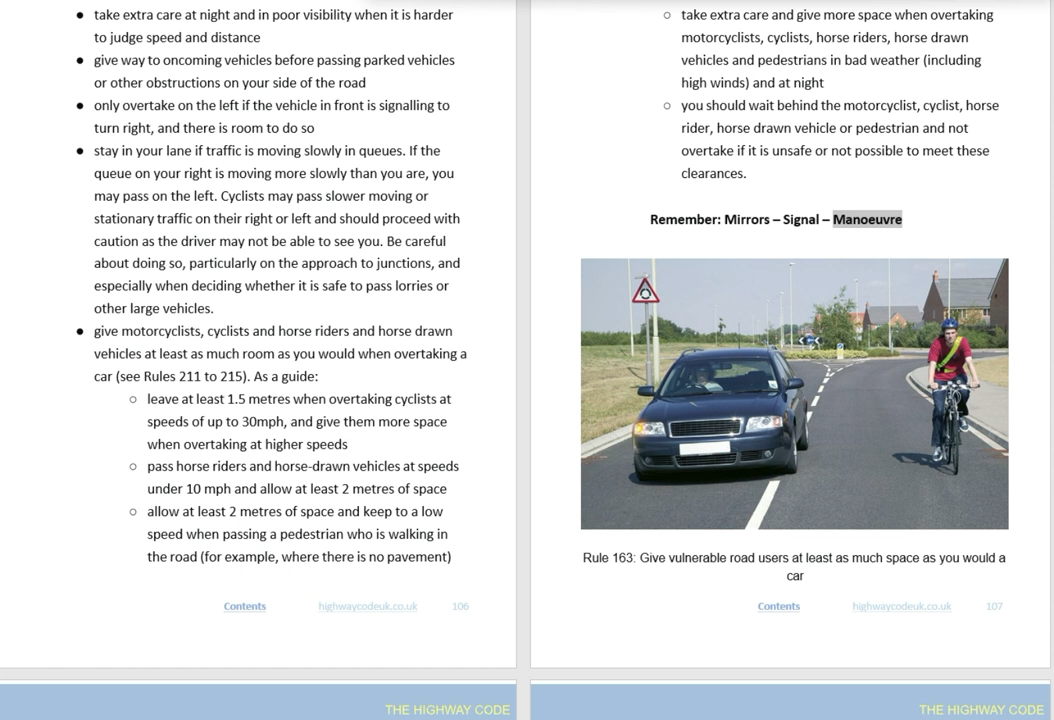 ● take extra care at night and in poor visibility when it is harder
to judge speed and distance
● give way to oncoming vehicles before passing parked vehicles
or other obstructions on your side of the road
● only overtake on the left if the vehicle in front is signalling to
turn right, and there is room to do so
● stay in your lane if traffic is moving slowly in queues. If the
queue on your right is moving more slowly than you are, you
may pass on the left. Cyclists may pass slower moving or
stationary traffic on their right or left and should proceed with
caution as the driver may not be able to see you. Be careful
about doing so, particularly on the approach to junctions, and
especially when deciding whether it is safe to pass lorries or
other large vehicles.
● give motorcyclists, cyclists and horse riders and horse drawn
vehicles at least as much room as you would when overtaking a
car (see Rules 211 to 215). As a guide:
○ leave at least 1.5 metres when overtaking cyclists at
speeds of up to 30mph, and give them more space
when overtaking at higher speeds
○ pass horse riders and horse-drawn vehicles at speeds
under 10 mph and allow at least 2 metres of space
○ allow at least 2 metres of space and keep to a low
speed when passing a pedestrian who is walking in
the road (for example, where there is no pavement)
Contents highwaycodeuk.co.uk 106
THE HIGHWAY CODE
○ take extra care and give more space when overtaking
motorcyclists, cyclists, horse riders, horse drawn
vehicles and pedestrians in bad weather (including
high winds) and at night
○ you should wait behind the motorcyclist, cyclist, horse
rider, horse drawn vehicle or pedestrian and not
overtake if it is unsafe or not possible to meet these
clearances.
Remember: Mirrors – Signal – Manoeuvre
Rule 163: Give vulnerable road users at least as much space as you would a
car
Contents highwaycodeuk.co.uk 107
THE HIGHWAY CODE